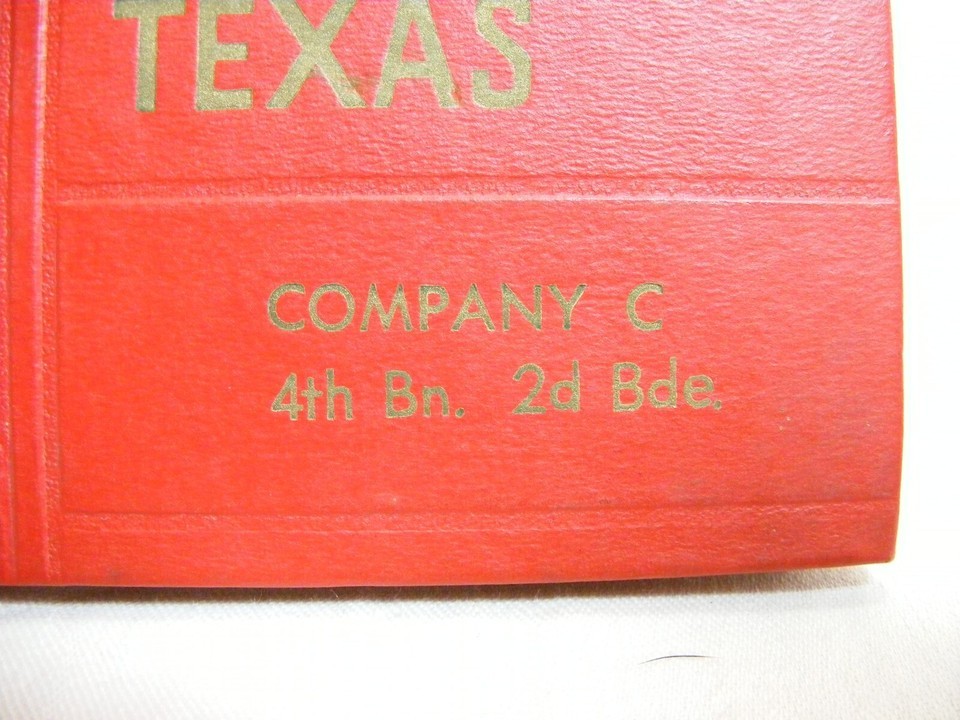 TEXAS
COMPANY C
4th Bn. 2d Bde.